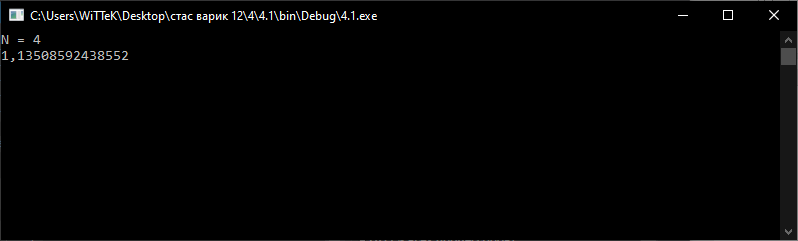 C:\Users\WiTTeK\Desktop\стас варик 12\4\4.1\bin\Debug\4.1.exe
N = 4
1,13508592438552